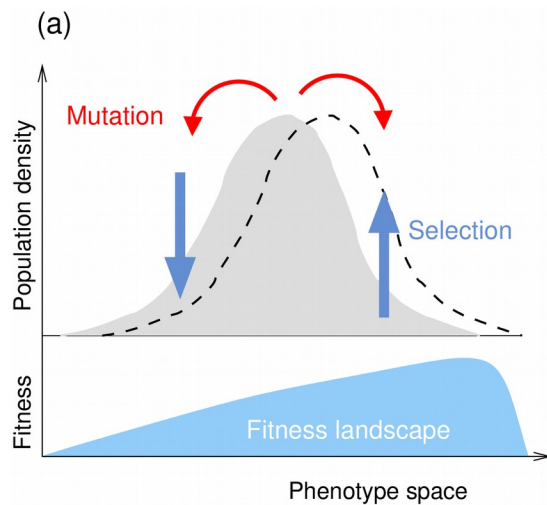 (a)
Mutation
Population density
Selection
Fitness
Fitness landscape
Phenotype space